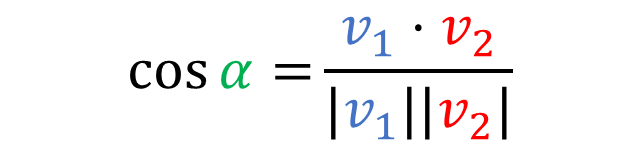 cos α = v₁ · v₂ / |v₁||v₂|